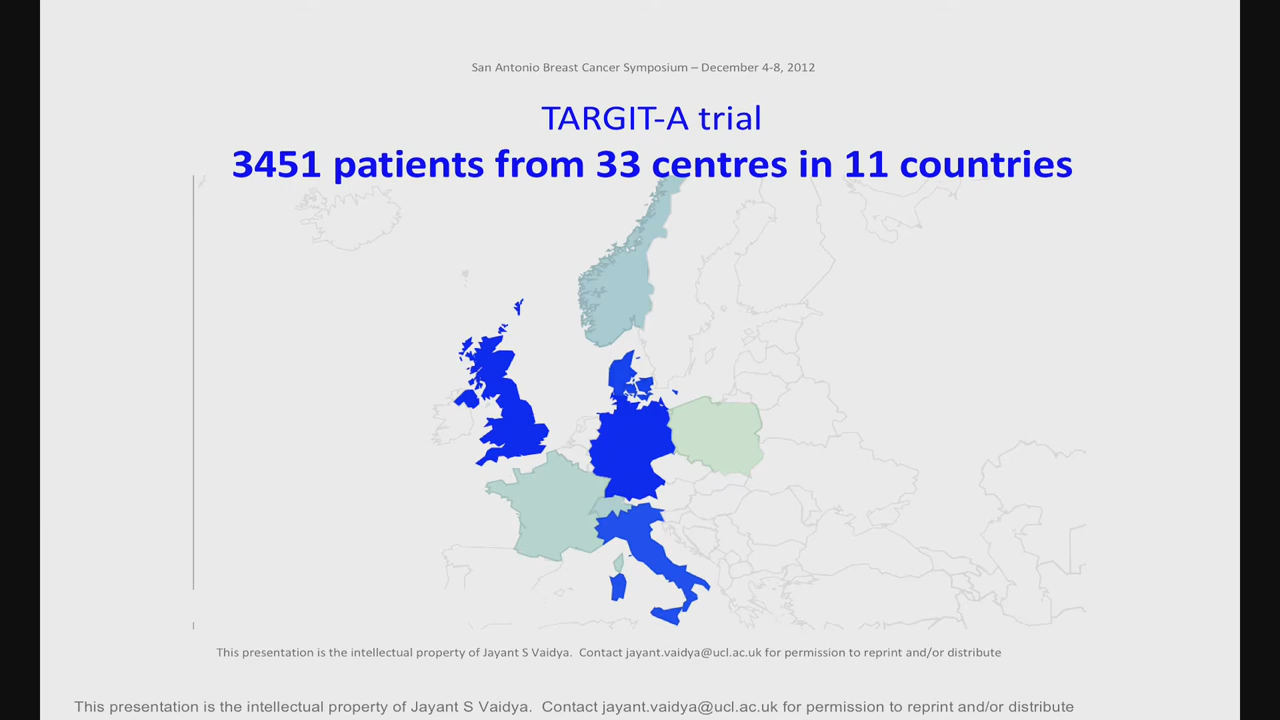 San Antonio Breast Cancer Symposium – December 4-8, 2012
TARGIT-A trial
3451 patients from 33 centres in 11 countries
This presentation is the intellectual property of Jayant S Vaidya. Contact jayant.vaidya@ucl.ac.uk for permission to reprint and/or distribute
This presentation is the intellectual property of Jayant S Vaidya. Contact jayant.vaidya@ucl.ac.uk for permission to reprint and/or distribute